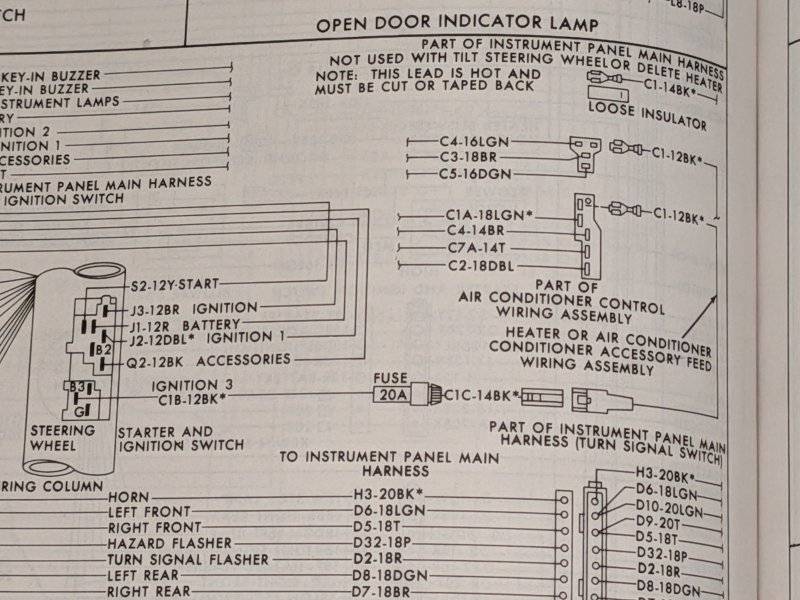 TCH
OPEN DOOR INDICATOR LAMP
L8-18P
PART OF INSTRUMENT PANEL MAIN HARNESS
NOT USED WITH TILT STEERING WHEEL OR DELETE HEATER
NOTE: THIS LEAD IS HOT AND
MUST BE CUT OR TAPED BACK
C1-14BK*
LOOSE INSULATOR
KEY-IN BUZZER
EY-IN BUZZER
STRUMENT LAMPS
RY
ITION 2
NITION 1
CCESSORIES
T
RUMENT PANEL MAIN HARNESS
IGNITION SWITCH
C4-16LGN
C3-18BR
C5-16DGN
C1-12BK*
C1A-18LGN*
C4-14BR
C7A-14T
C2-18DBL
C1-12BK*
PART OF
AIR CONDITIONER CONTROL
WIRING ASSEMBLY
HEATER OR AIR CONDITIONER
CONDITIONER ACCESSORY FEED
WIRING ASSEMBLY
S2-12Y-START
J3-12BR IGNITION
J1-12R BATTERY
J2-12DBL* IGNITION 1
B2
Q2-12BK ACCESSORIES
B3
IGNITION 3
C1B-12BK*
G
FUSE
20A
C1C-14BK*
STEERING
WHEEL
STARTER AND
IGNITION SWITCH
PART OF INSTRUMENT PANEL MAIN
HARNESS (TURN SIGNAL SWITCH)
TO INSTRUMENT PANEL MAIN
HARNESS
RING COLUMN
HORN H3-20BK* H3-20BK*
LEFT FRONT D6-18LGN D6-18LGN
RIGHT FRONT D5-18T D10-20LGN
D9-20T
HAZARD FLASHER D32-18P D5-18T
TURN SIGNAL FLASHER D2-18R D32-18P
LEFT REAR D8-18DGN D2-18R
RIGHT REAR D7-18BR D8-18DGN